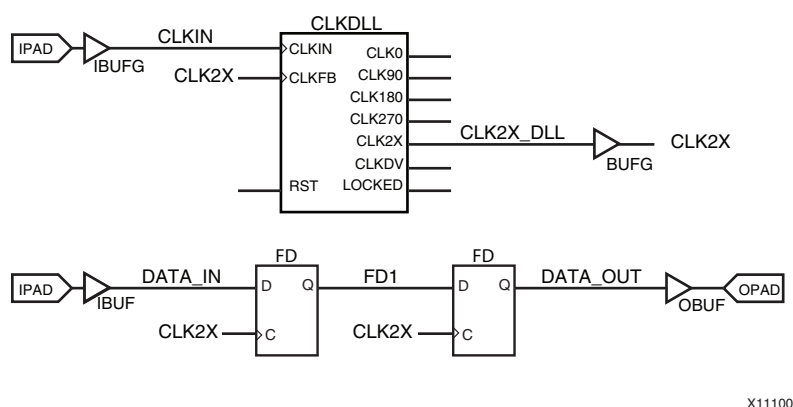 CLKDLL
IPAD
IBUFG
CLKIN
CLKIN
CLK0
CLK2X
CLKFB
CLK90
CLK180
CLK270
CLK2X
CLK2X_DLL
BUFG
CLK2X
CLKDV
RST
LOCKED
IPAD
IBUF
DATA_IN
FD
D
Q
CLK2X
C
FD1
FD
D
Q
CLK2X
C
DATA_OUT
OBUF
OPAD
X11100